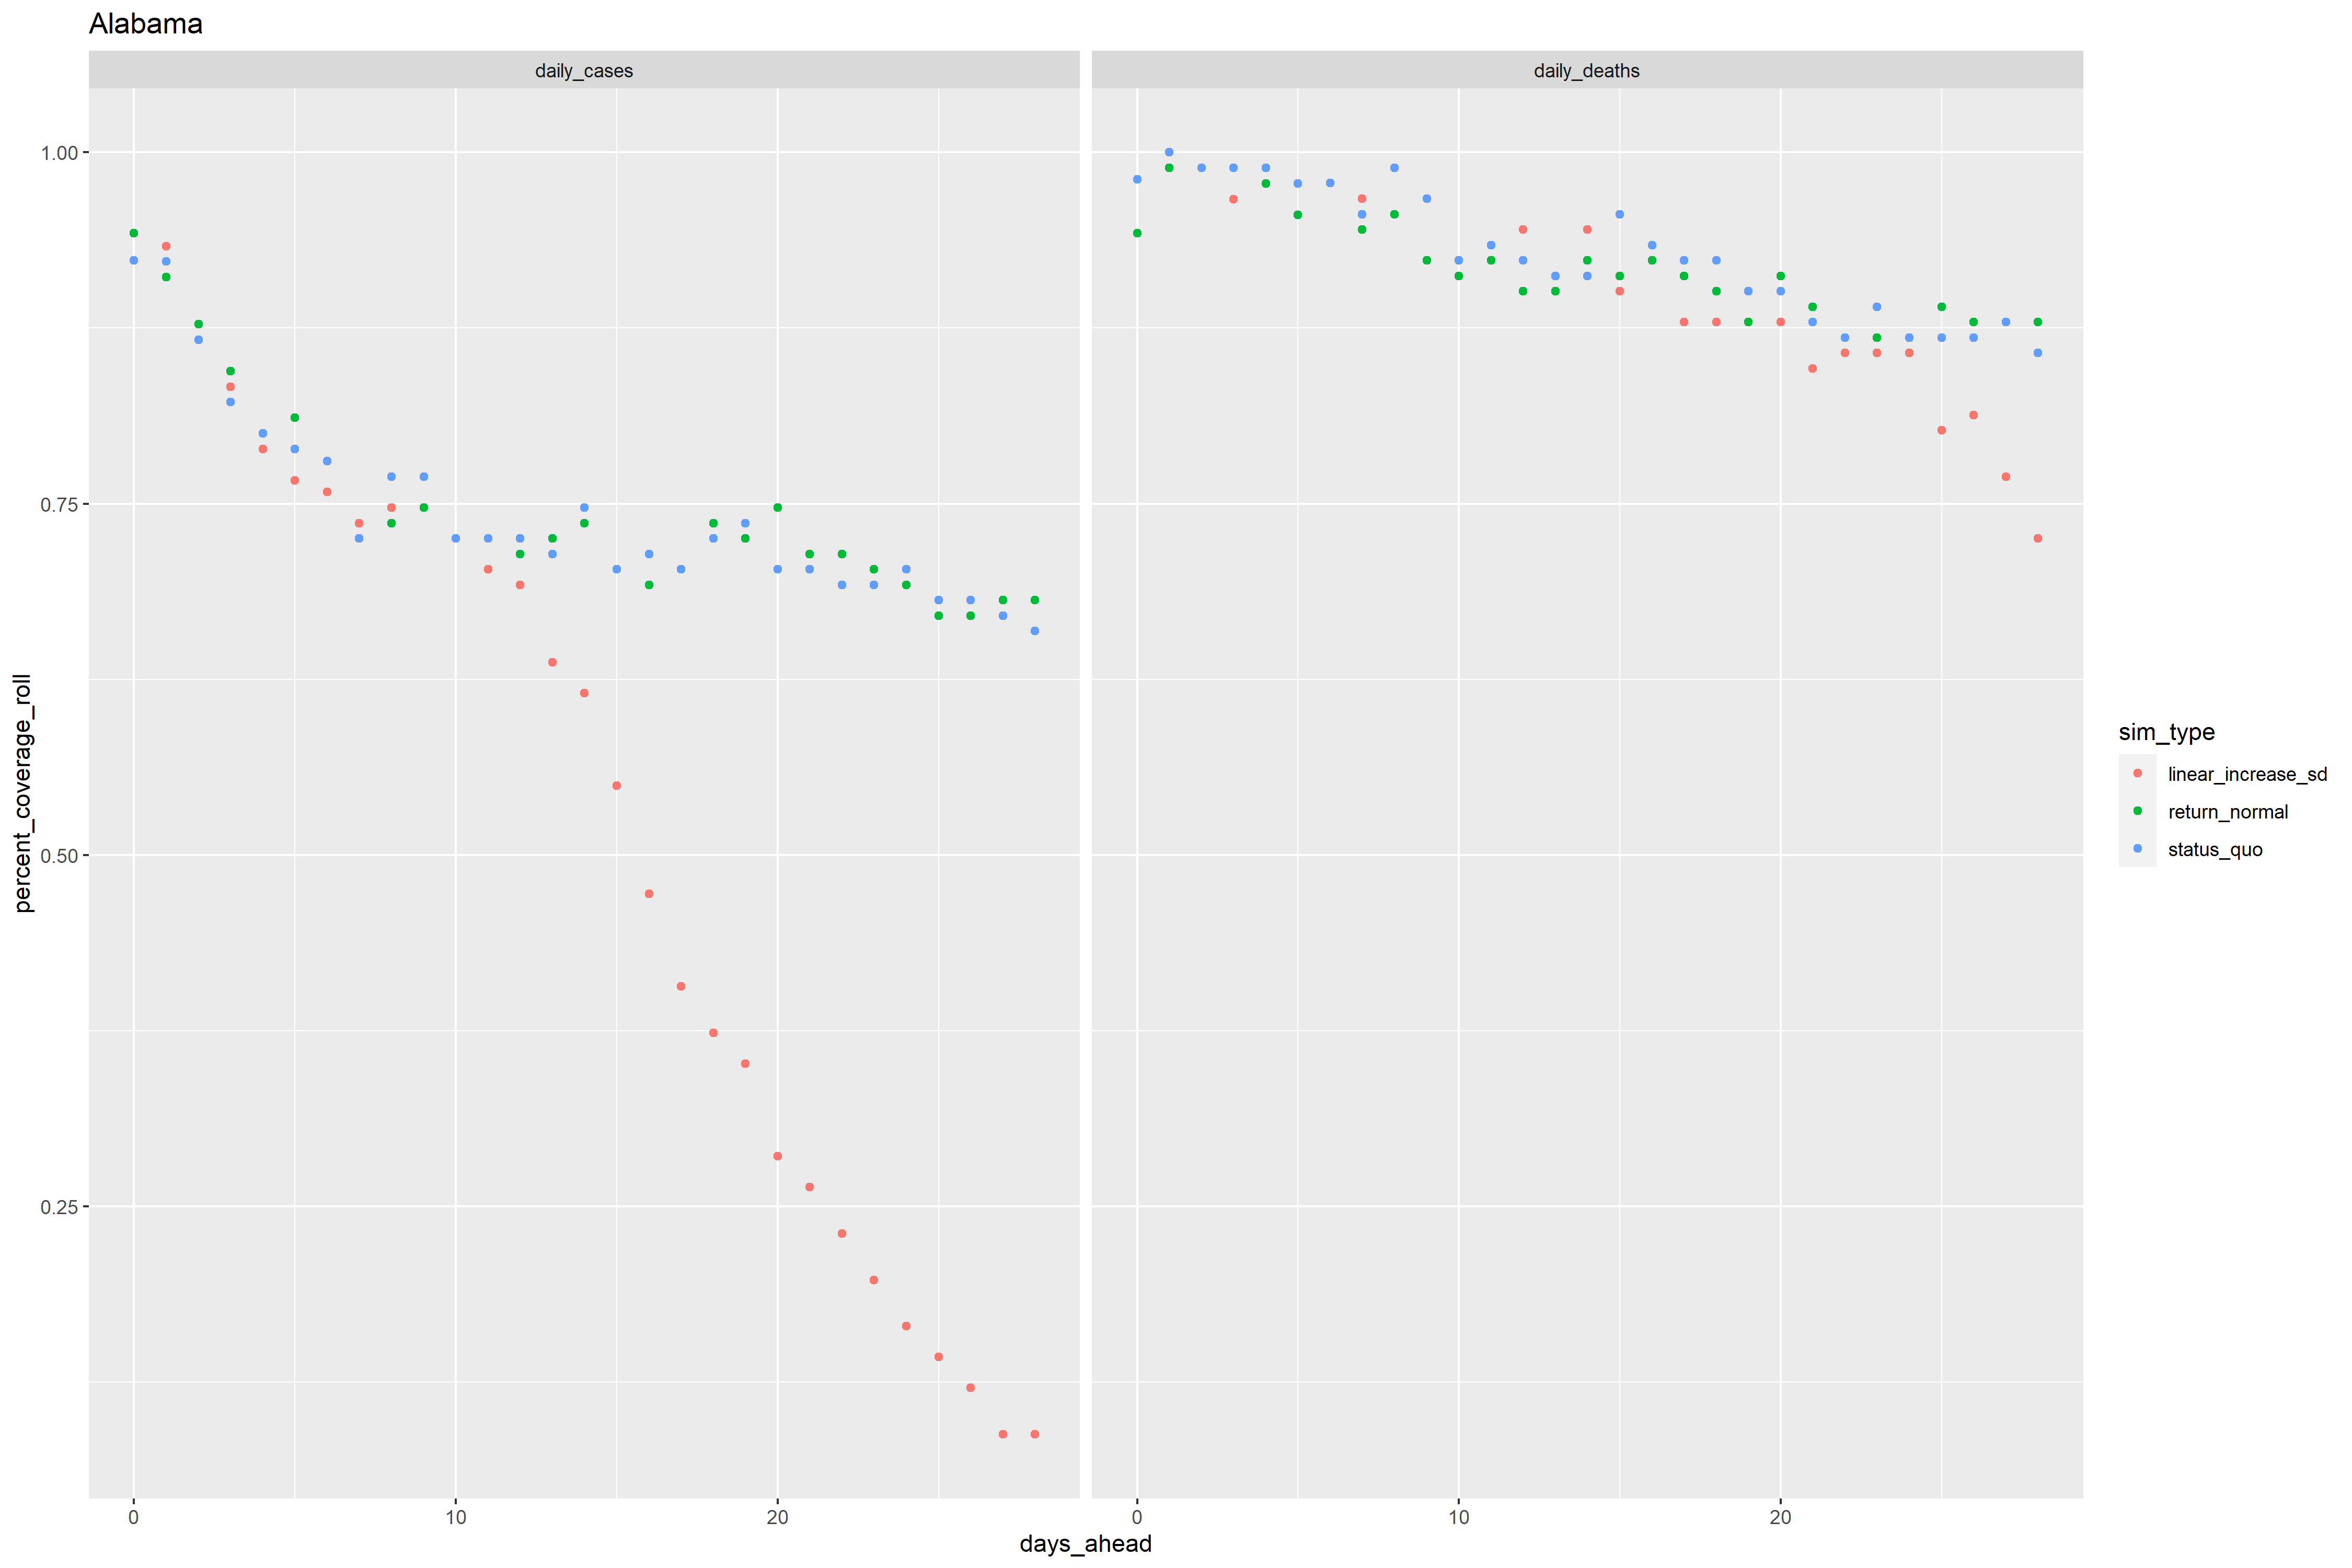 Alabama
daily_cases
daily_deaths
percent_coverage_roll
1.00
0.75
0.50
0.25
0
10
20
0
10
20
days_ahead
sim_type
linear_increase_sd
return_normal
status_quo